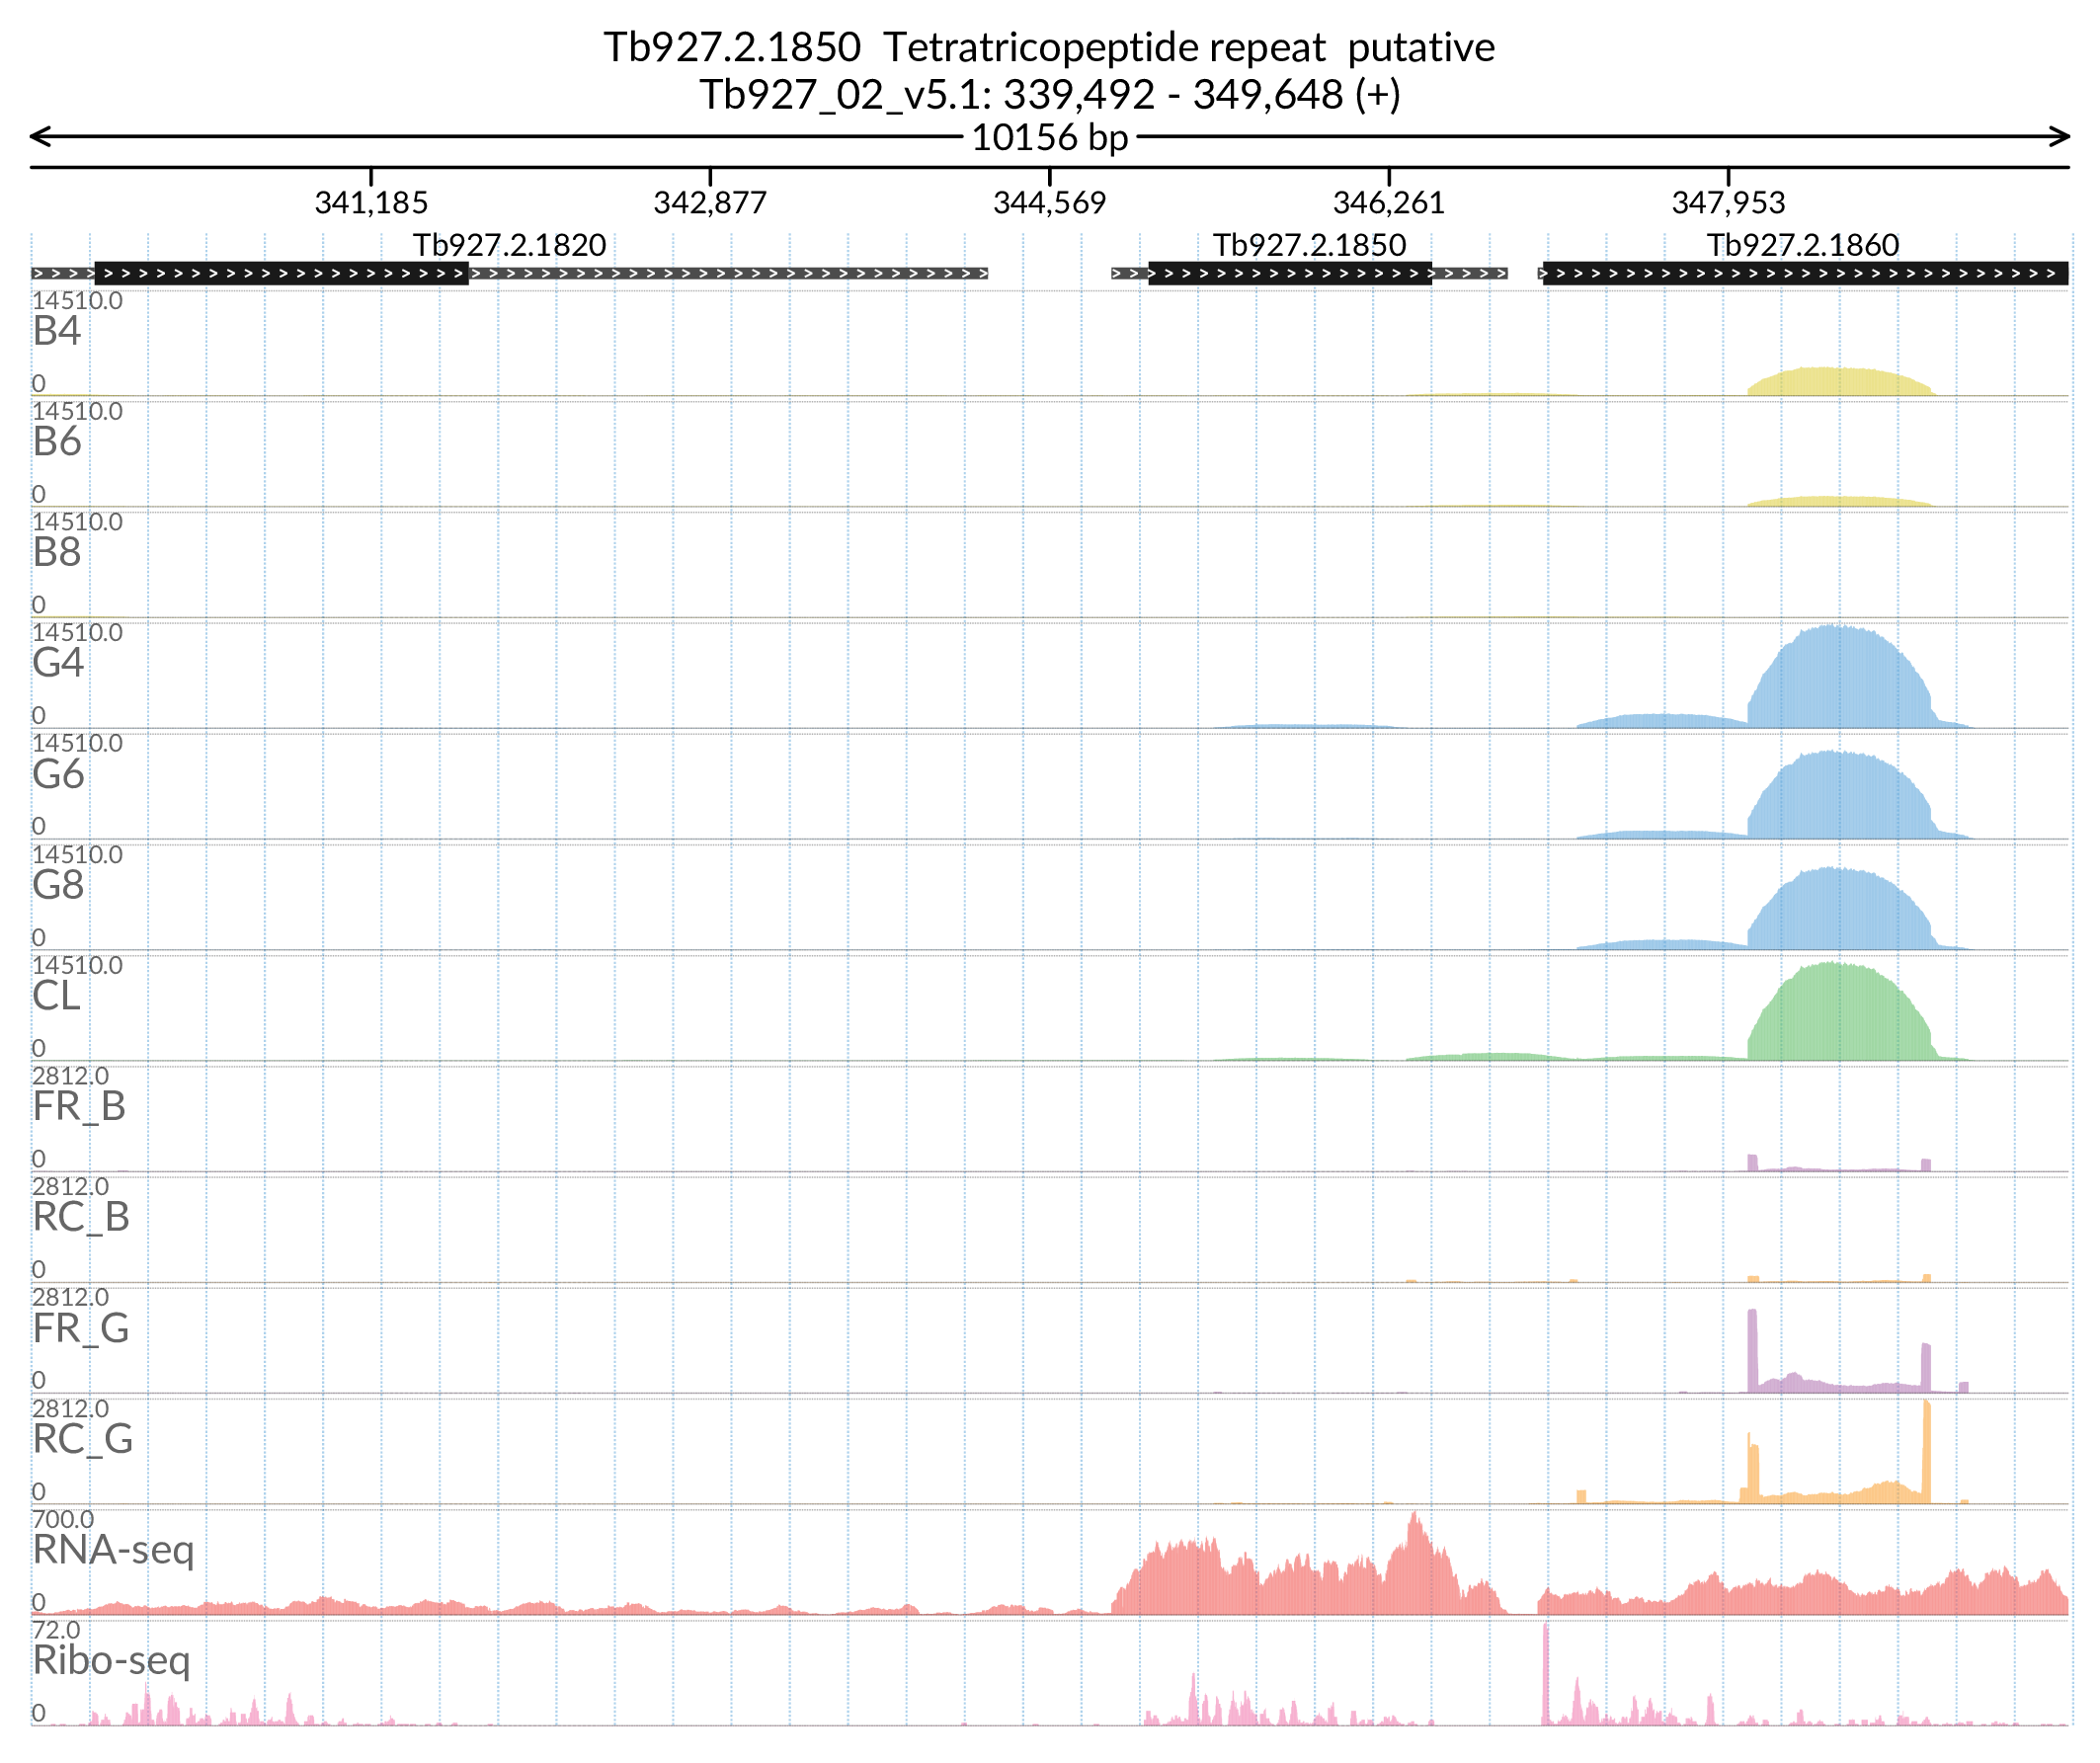 Tb927.2.1850 Tetratricopeptide repeat putative
Tb927_02_v5.1: 339,492 - 349,648 (+)
10156 bp
341,185 342,877 344,569 346,261 347,953
Tb927.2.1820 Tb927.2.1850 Tb927.2.1860
14510.0
B4
0
14510.0
B6
0
14510.0
B8
0
14510.0
G4
0
14510.0
G6
0
14510.0
G8
0
14510.0
CL
0
2812.0
FR_B
0
2812.0
RC_B
0
2812.0
FR_G
0
2812.0
RC_G
0
700.0
RNA-seq
0
72.0
Ribo-seq
0